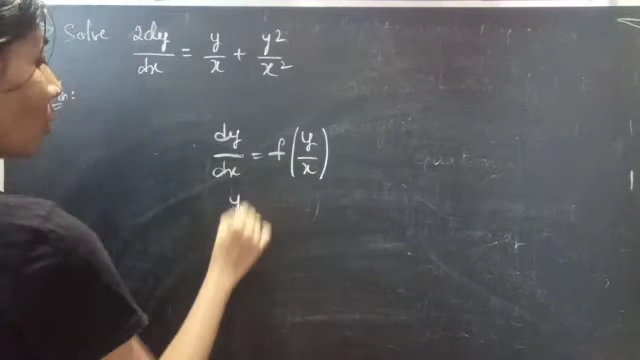 Solve 2dy/dx = y/x + y2/x²
dy/dx = f(y/x)
y